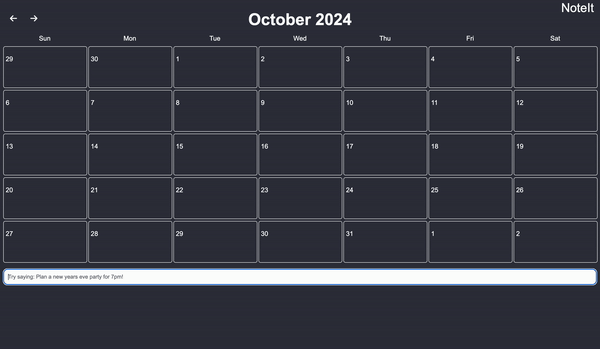 NoteIt
← → October 2024
Sun Mon Tue Wed Thu Fri Sat
29 30 1 2 3 4 5
6 7 8 9 10 11 12
13 14 15 16 17 18 19
20 21 22 23 24 25 26
27 28 29 30 31 1 2
Try saying: Plan a new years eve party for 7pm!